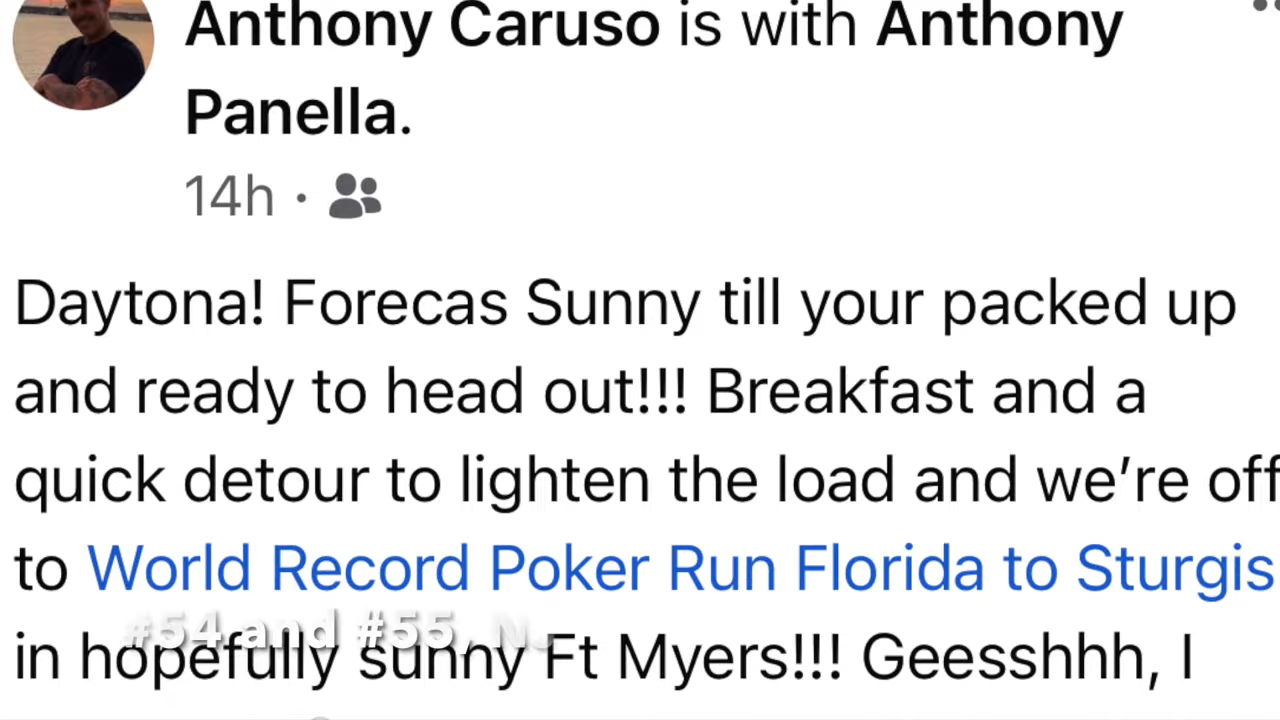 Anthony Caruso is with Anthony
Panella.
14h ·
Daytona! Forecas Sunny till your packed up
and ready to head out!!! Breakfast and a
quick detour to lighten the load and we’re off
to World Record Poker Run Florida to Sturgis
#54 and #55, N.
in hopefully sunny Ft Myers!!! Geesshhh, I